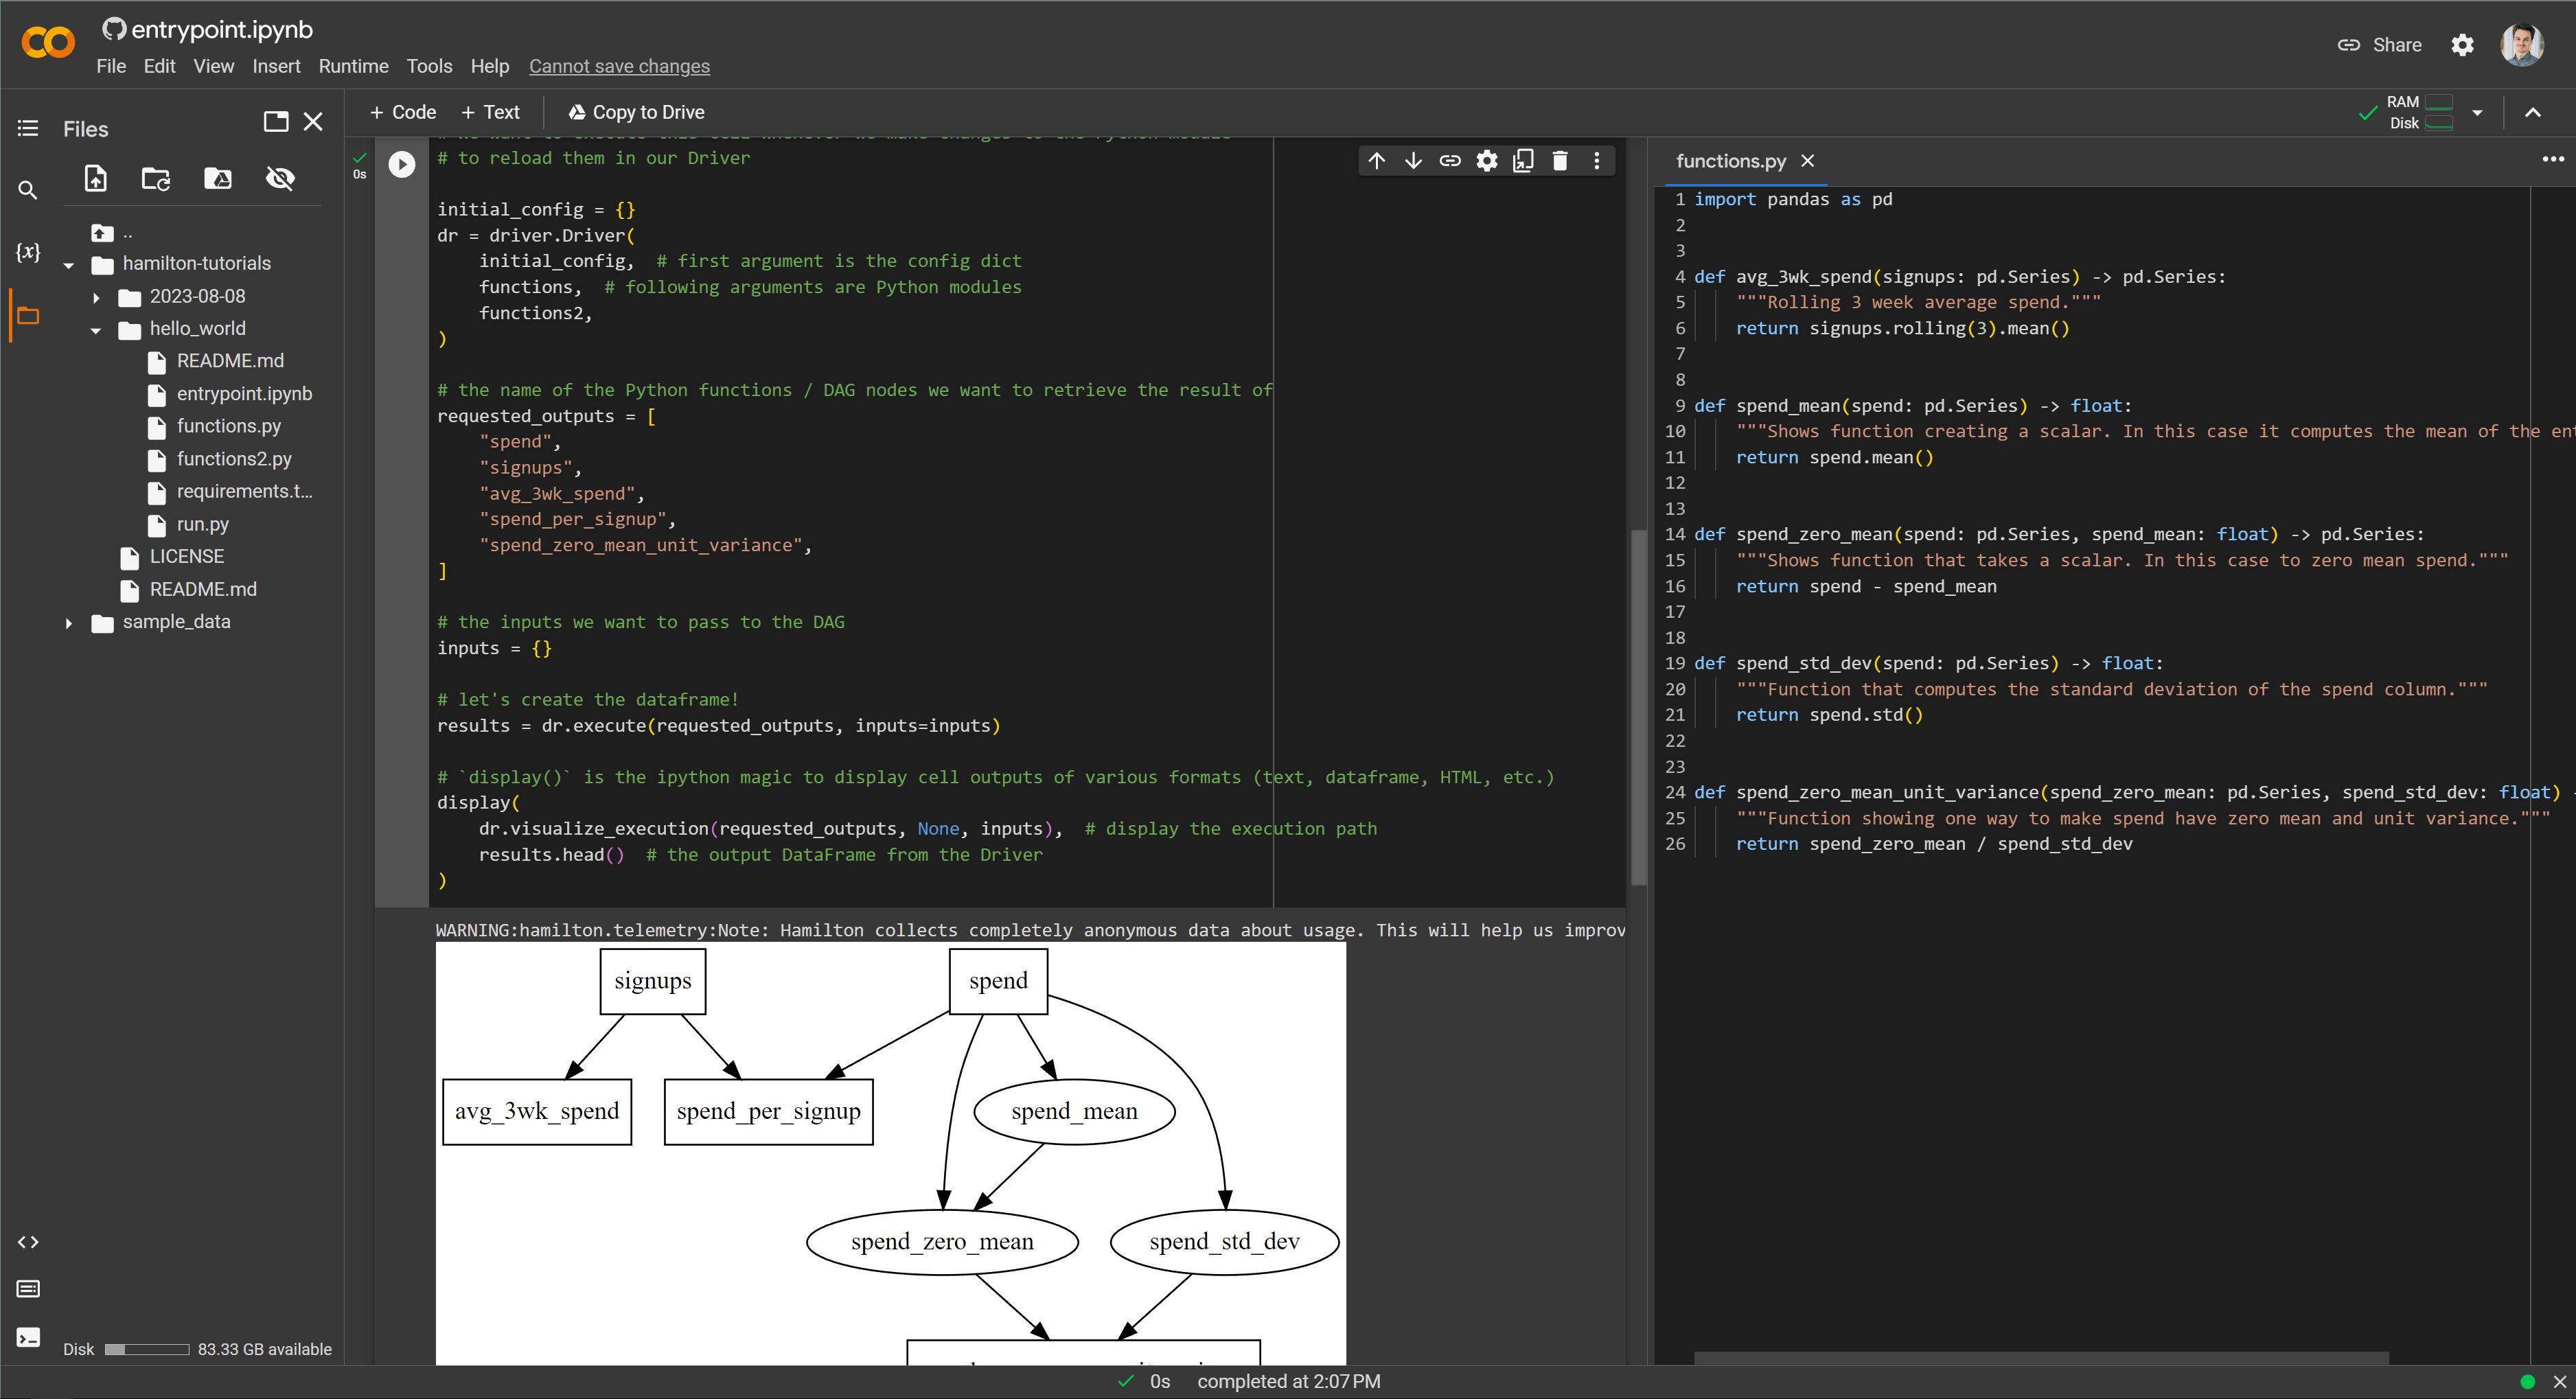 entrypoint.ipynb
File Edit View Insert Runtime Tools Help Cannot save changes
Share
Files
+ Code + Text Copy to Drive
RAM
Disk
..
hamilton-tutorials
2023-08-08
hello_world
README.md
entrypoint.ipynb
functions.py
functions2.py
requirements.t...
run.py
LICENSE
README.md
sample_data
Disk 83.33 GB available
{x}
0s
# we want to execute this cell whenever we make changes to the Python module
# to reload them in our Driver
initial_config = {}
dr = driver.Driver(
initial_config, # first argument is the config dict
functions, # following arguments are Python modules
functions2,
)
# the name of the Python functions / DAG nodes we want to retrieve the result of
requested_outputs = [
"spend",
"signups",
"avg_3wk_spend",
"spend_per_signup",
"spend_zero_mean_unit_variance",
]
# the inputs we want to pass to the DAG
inputs = {}
# let's create the dataframe!
results = dr.execute(requested_outputs, inputs=inputs)
# `display()` is the ipython magic to display cell outputs of various formats (text, dataframe, HTML, etc.)
display(
dr.visualize_execution(requested_outputs, None, inputs), # display the execution path
results.head() # the output DataFrame from the Driver
)
WARNING:hamilton.telemetry:Note: Hamilton collects completely anonymous data about usage. This will help us improv
signups
spend
avg_3wk_spend
spend_per_signup
spend_mean
spend_zero_mean
spend_std_dev
functions.py
1 import pandas as pd
2
3
4 def avg_3wk_spend(signups: pd.Series) -> pd.Series:
5 """Rolling 3 week average spend."""
6 return signups.rolling(3).mean()
7
8
9 def spend_mean(spend: pd.Series) -> float:
10 """Shows function creating a scalar. In this case it computes the mean of the ent
11 return spend.mean()
12
13
14 def spend_zero_mean(spend: pd.Series, spend_mean: float) -> pd.Series:
15 """Shows function that takes a scalar. In this case to zero mean spend."""
16 return spend - spend_mean
17
18
19 def spend_std_dev(spend: pd.Series) -> float:
20 """Function that computes the standard deviation of the spend column."""
21 return spend.std()
22
23
24 def spend_zero_mean_unit_variance(spend_zero_mean: pd.Series, spend_std_dev: float) -
25 """Function showing one way to make spend have zero mean and unit variance."""
26 return spend_zero_mean / spend_std_dev
0s completed at 2:07 PM